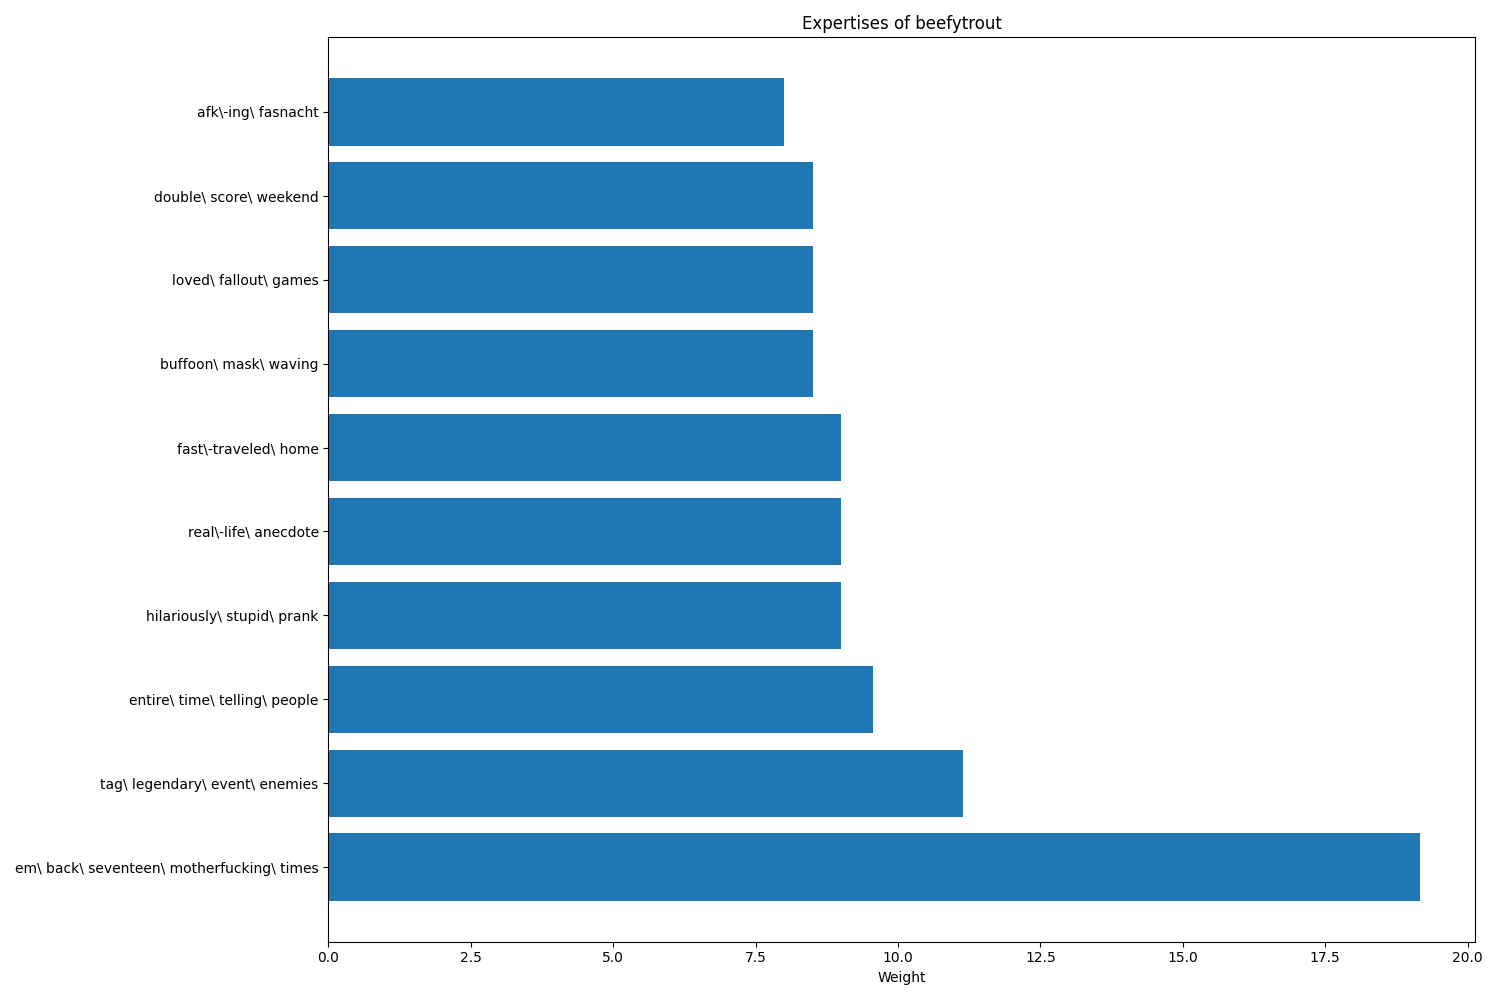 Expertises of beefytrout
afk\-ing\ fasnacht
double\ score\ weekend
loved\ fallout\ games
buffoon\ mask\ waving
fast\-traveled\ home
real\-life\ anecdote
hilariously\ stupid\ prank
entire\ time\ telling\ people
tag\ legendary\ event\ enemies
em\ back\ seventeen\ motherfucking\ times
0.0 2.5 5.0 7.5 10.0 12.5 15.0 17.5 20.0
Weight